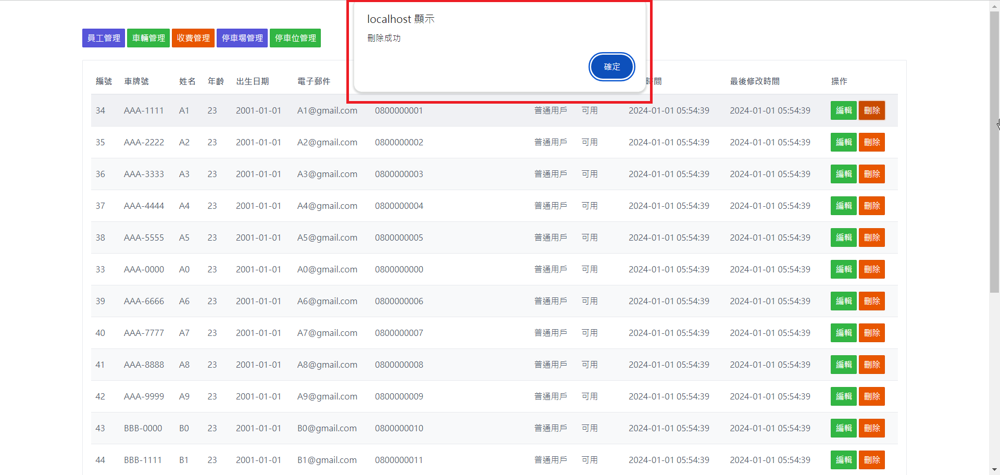 localhost 顯示
刪除成功
確定
員工管理 車輛管理 收費管理 停車場管理 停車位管理
編號 車牌號 姓名 年齡 出生日期 電子郵件 時間 最後修改時間 操作
34 AAA-1111 A1 23 2001-01-01 A1@gmail.com 0800000001 普通用戶 可用 2024-01-01 05:54:39 2024-01-01 05:54:39 編輯 刪除
35 AAA-2222 A2 23 2001-01-01 A2@gmail.com 0800000002 普通用戶 可用 2024-01-01 05:54:39 2024-01-01 05:54:39 編輯 刪除
36 AAA-3333 A3 23 2001-01-01 A3@gmail.com 0800000003 普通用戶 可用 2024-01-01 05:54:39 2024-01-01 05:54:39 編輯 刪除
37 AAA-4444 A4 23 2001-01-01 A4@gmail.com 0800000004 普通用戶 可用 2024-01-01 05:54:39 2024-01-01 05:54:39 編輯 刪除
38 AAA-5555 A5 23 2001-01-01 A5@gmail.com 0800000005 普通用戶 可用 2024-01-01 05:54:39 2024-01-01 05:54:39 編輯 刪除
33 AAA-0000 A0 23 2001-01-01 A0@gmail.com 0800000000 普通用戶 可用 2024-01-01 05:54:39 2024-01-01 05:54:39 編輯 刪除
39 AAA-6666 A6 23 2001-01-01 A6@gmail.com 0800000006 普通用戶 可用 2024-01-01 05:54:39 2024-01-01 05:54:39 編輯 刪除
40 AAA-7777 A7 23 2001-01-01 A7@gmail.com 0800000007 普通用戶 可用 2024-01-01 05:54:39 2024-01-01 05:54:39 編輯 刪除
41 AAA-8888 A8 23 2001-01-01 A8@gmail.com 0800000008 普通用戶 可用 2024-01-01 05:54:39 2024-01-01 05:54:39 編輯 刪除
42 AAA-9999 A9 23 2001-01-01 A9@gmail.com 0800000009 普通用戶 可用 2024-01-01 05:54:39 2024-01-01 05:54:39 編輯 刪除
43 BBB-0000 B0 23 2001-01-01 B0@gmail.com 0800000010 普通用戶 可用 2024-01-01 05:54:39 2024-01-01 05:54:39 編輯 刪除
44 BBB-1111 B1 23 2001-01-01 B1@gmail.com 0800000011 普通用戶 可用 2024-01-01 05:54:39 2024-01-01 05:54:39 編輯 刪除